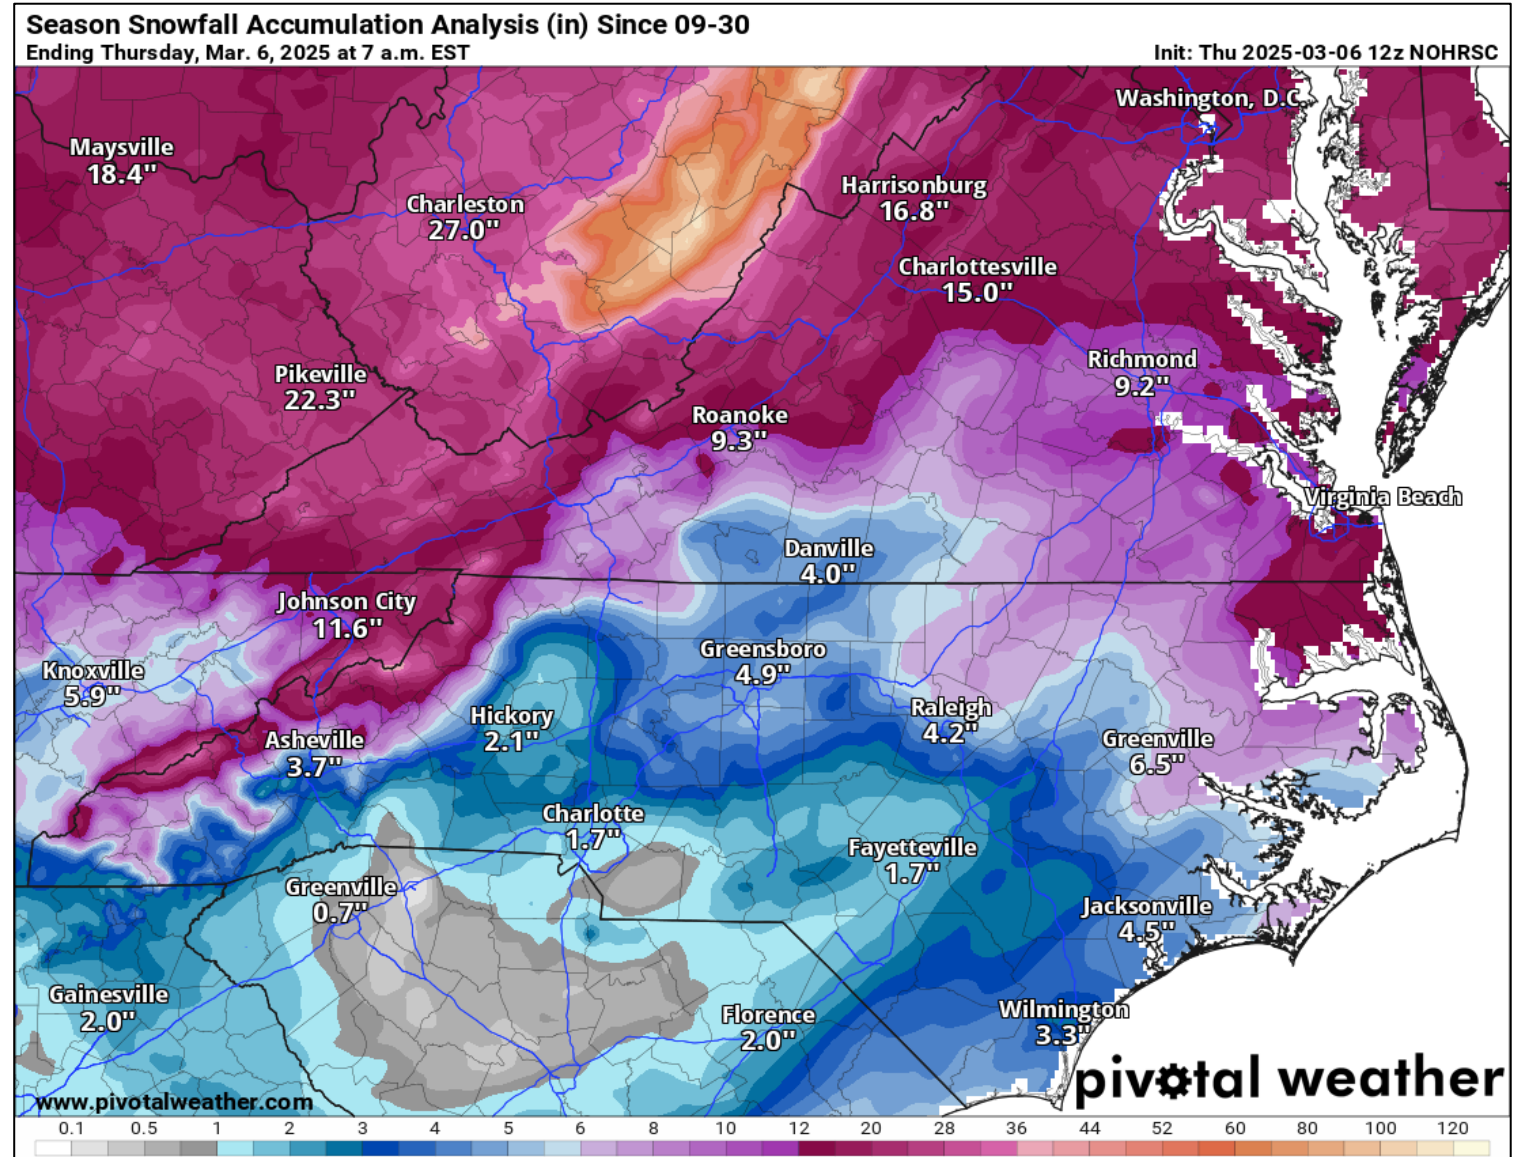 Season Snowfall Accumulation Analysis (in) Since 09-30
Ending Thursday, Mar. 6, 2025 at 7 a.m. EST
Init: Thu 2025-03-06 12z NOHRSC
Washington, D.C.
Maysville
18.4"
Charleston
27.0"
Harrisonburg
16.8"
Charlottesville
15.0"
Pikeville
22.3"
Richmond
9.2"
Roanoke
9.3"
Virginia Beach
Danville
4.0"
Johnson City
11.6"
Knoxville
5.9"
Greensboro
4.9"
Hickory
2.1"
Raleigh
4.2"
Asheville
3.7"
Greenville
6.5"
Charlotte
1.7"
Fayetteville
1.7"
Greenville
0.7"
Jacksonville
4.5"
Gainesville
2.0"
Florence
2.0"
Wilmington
3.3"
pivotal weather
www.pivotalweather.com
0.1 0.5 1 2 3 4 5 6 8 10 12 20 28 36 44 52 60 80 100 120